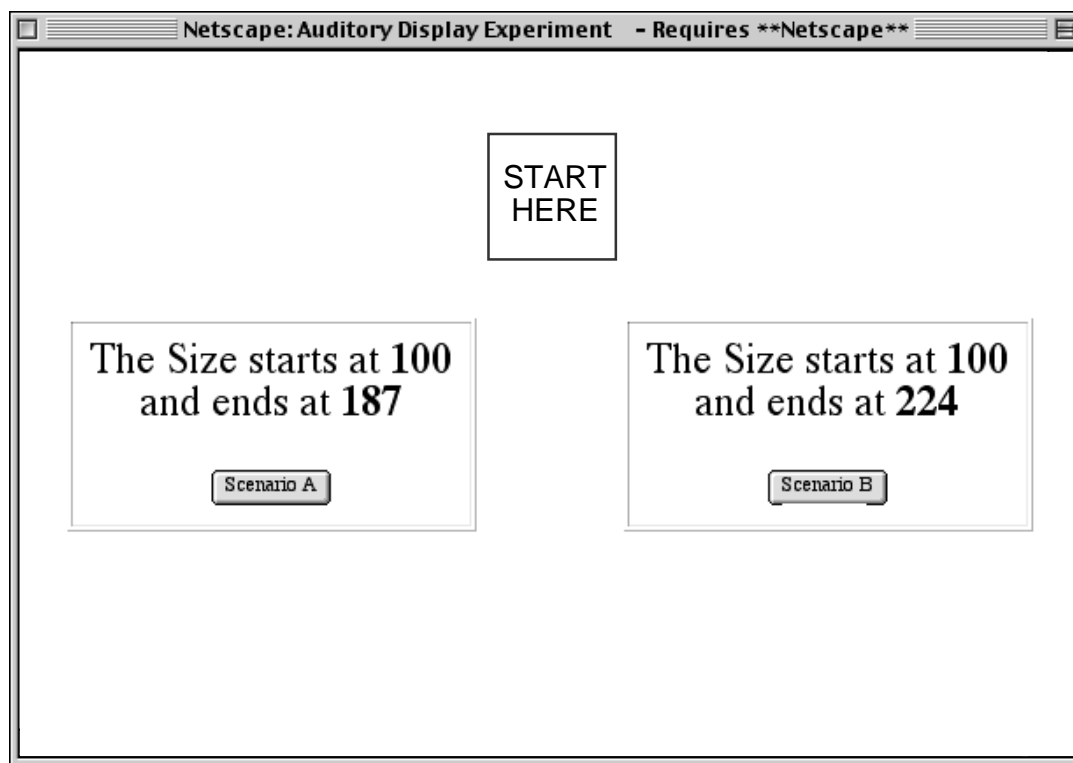 Netscape: Auditory Display Experiment - Requires **Netscape**
START
HERE
The Size starts at 100
and ends at 187
Scenario A
The Size starts at 100
and ends at 224
Scenario B